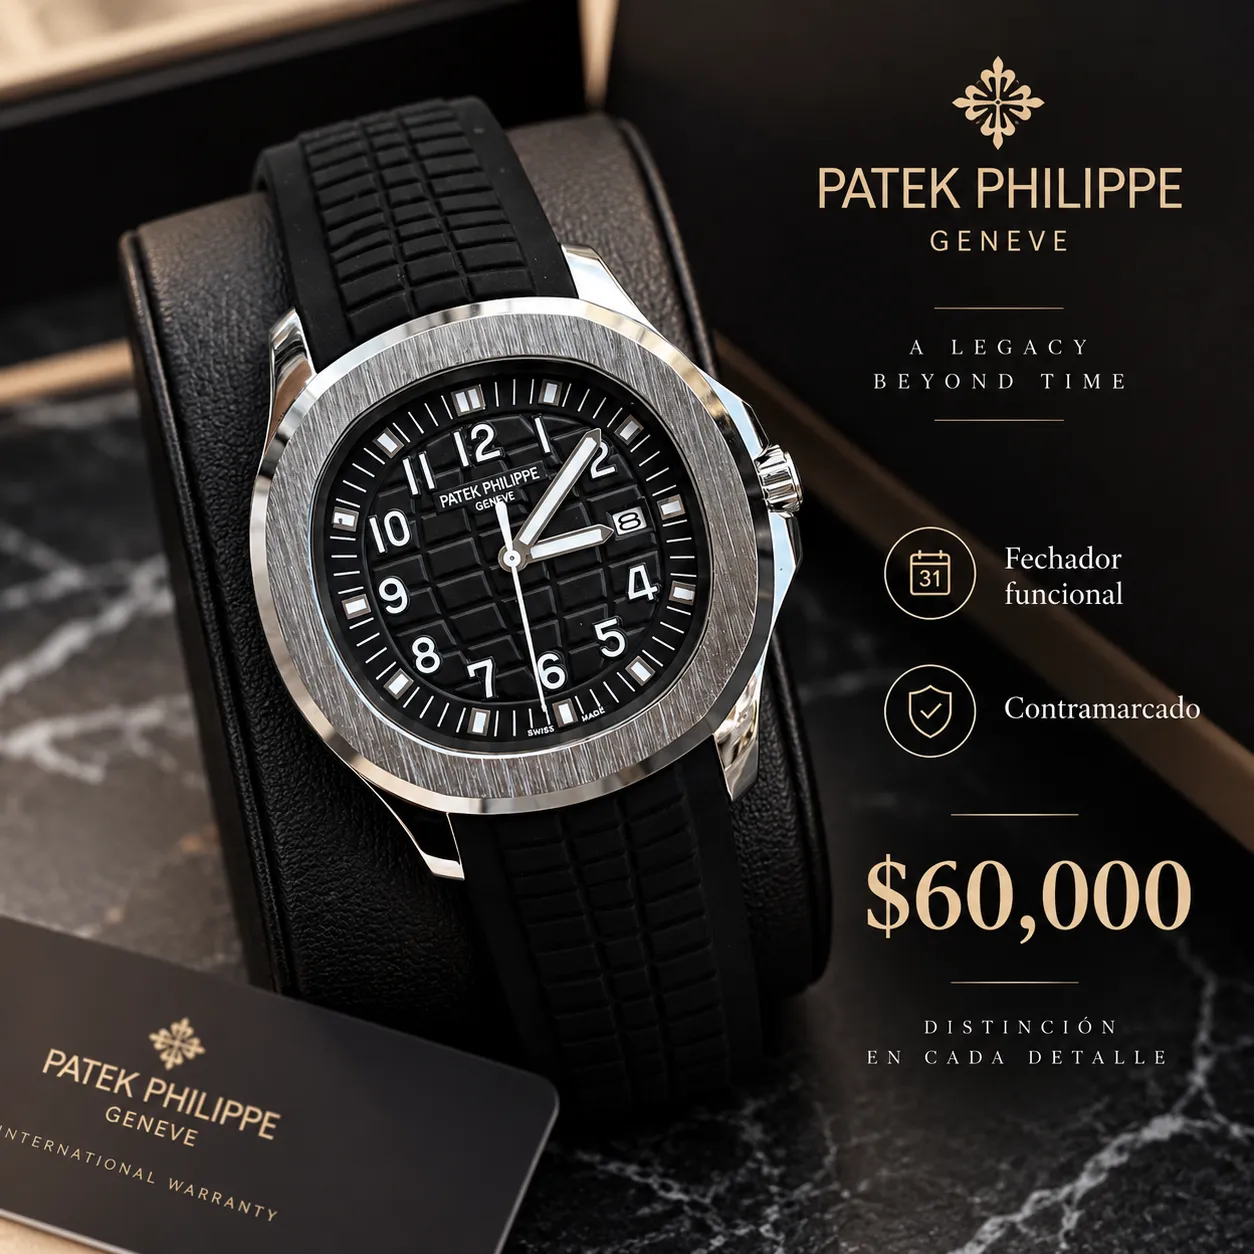 PATEK PHILIPPE
GENEVE
A LEGACY
BEYOND TIME
31
Fechador
funcional
Contramarcado
$60,000
DISTINCIÓN
EN CADA DETALLE
12
1
2
11
PATEK PHILIPPE
GENEVE
10
8
9
4
8
5
7
6
SWISS MADE
PATEK PHILIPPE
GENEVE
INTERNATIONAL WARRANTY